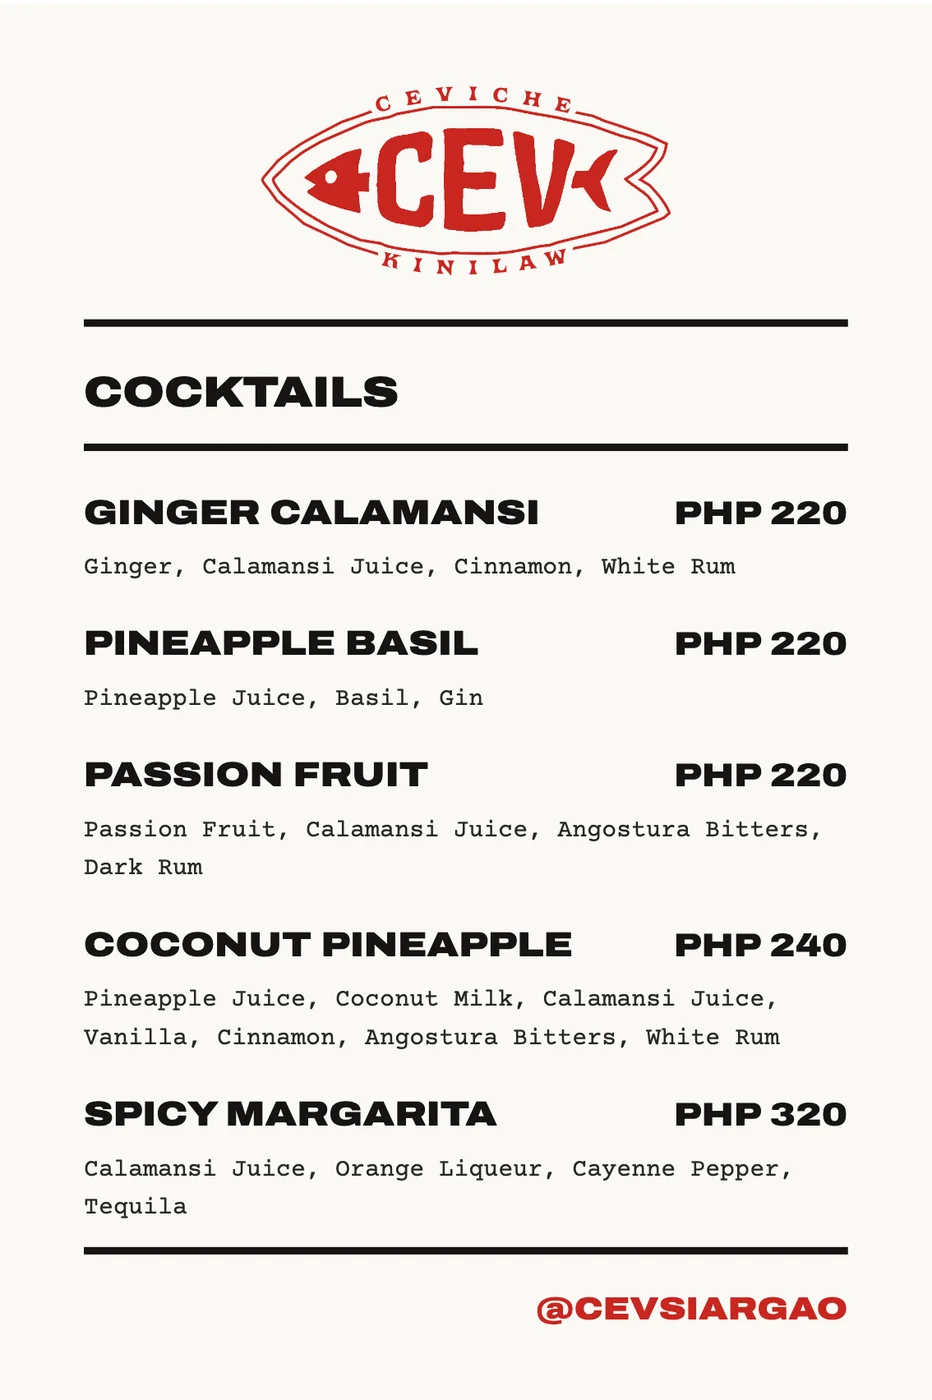 CEVICHE
CEV
KINILAW
COCKTAILS
GINGER CALAMANSI PHP 220
Ginger, Calamansi Juice, Cinnamon, White Rum
PINEAPPLE BASIL PHP 220
Pineapple Juice, Basil, Gin
PASSION FRUIT PHP 220
Passion Fruit, Calamansi Juice, Angostura Bitters,
Dark Rum
COCONUT PINEAPPLE PHP 240
Pineapple Juice, Coconut Milk, Calamansi Juice,
Vanilla, Cinnamon, Angostura Bitters, White Rum
SPICY MARGARITA PHP 320
Calamansi Juice, Orange Liqueur, Cayenne Pepper,
Tequila
@CEVSIARGAO